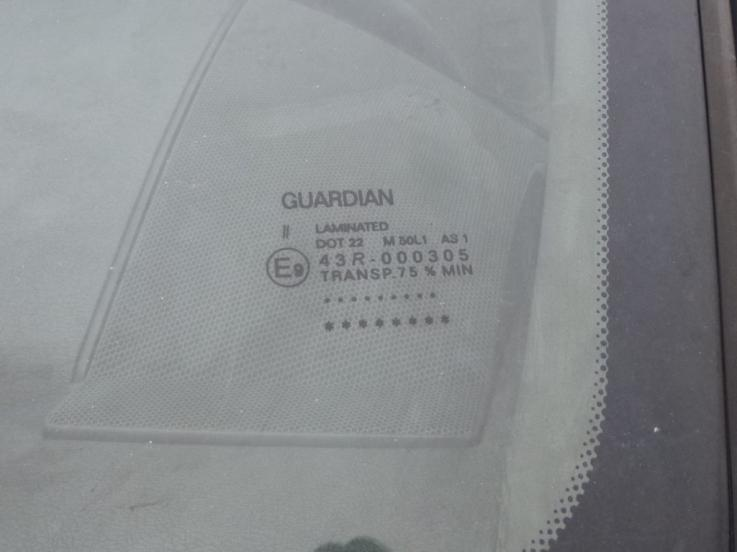 GUARDIAN
II LAMINATED
DOT 22 M 50L1 AS 1
E9 43R-000305
TRANSP. 75 % MIN